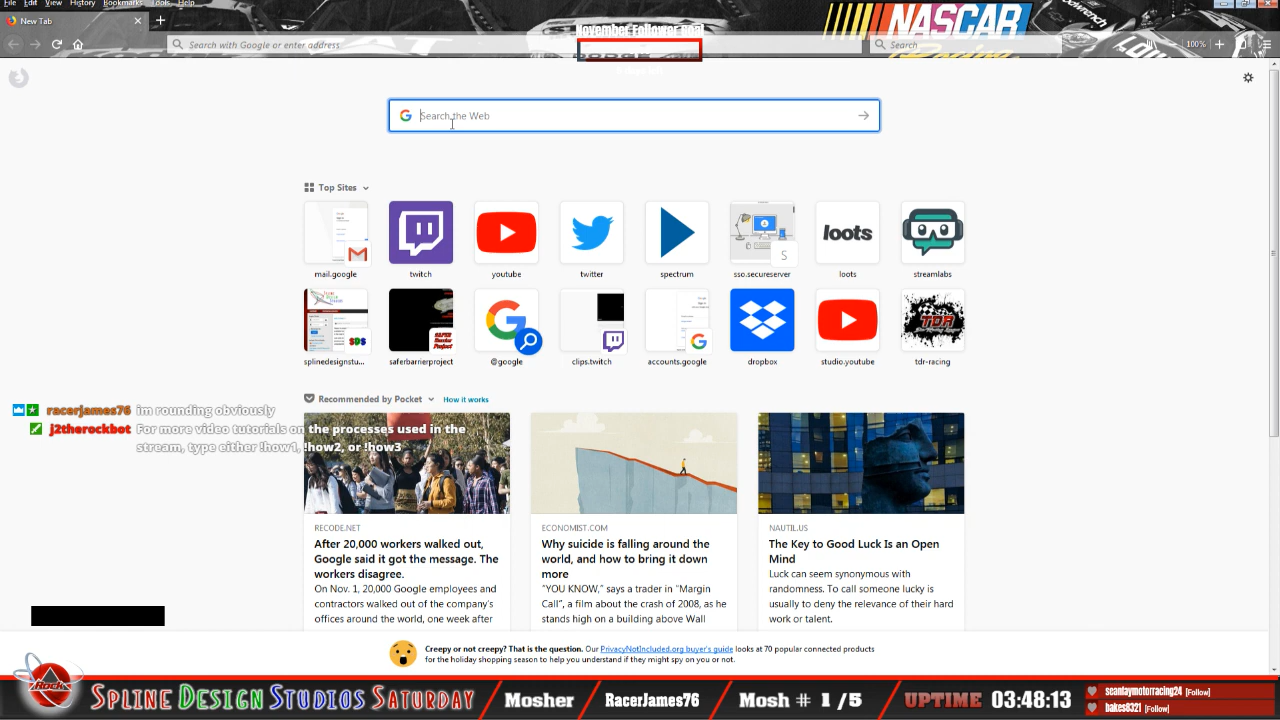 File Edit View History Bookmarks Tools Help
New Tab
November Follower goal
NASCAR
Racing
Search with Google or enter address
Search
100%
Search the Web
Top Sites
loots
mail.google
twitch
youtube
twitter
spectrum
sso.secureserver
loots
streamlabs
SDS
TDR
splinedesignstu...
saferbarrierproject
@google
clips.twitch
accounts.google
dropbox
studio.youtube
tdr-racing
Recommended by Pocket
How it works
racerjames76 im rounding obviously
j2therockbot For more video tutorials on the processes used in the
stream, type either !how1, !how2, or !how3
RECODE.NET
After 20,000 workers walked out,
Google said it got the message. The
workers disagree.
On Nov. 1, 20,000 Google employees and
contractors walked out of the company's
offices around the world, one week after
ECONOMIST.COM
Why suicide is falling around the
world, and how to bring it down
more
"YOU KNOW," says a trader in "Margin
Call", a film about the crash of 2008, as he
stands high on a building above Wall
NAUTIL.US
The Key to Good Luck Is an Open
Mind
Luck can seem synonymous with
randomness. To call someone lucky is
usually to deny the relevance of their hard
work or talent.
Creepy or not creepy? That is the question. Our PrivacyNotIncluded.org buyer's guide looks at 70 popular connected products
for the holiday shopping season to help you understand if they might spy on you or not.
Spline Design Studios Saturday
Mosher
RacerJames76
Mosh # 1/5
UPTIME 03:48:13
seanfaymotorracing24 [Follow]
bakes8321 [Follow]